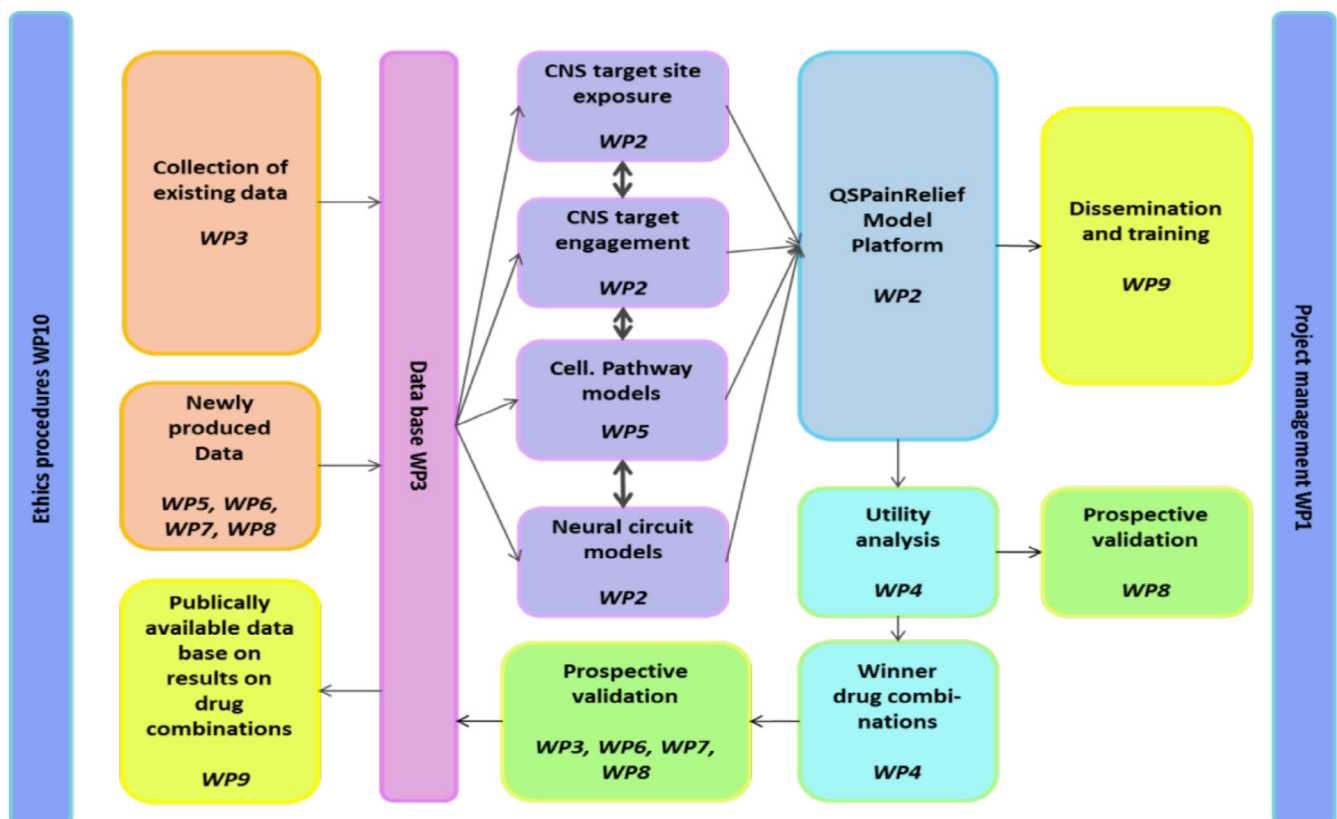 Ethics procedures WP10
Collection of
existing data
WP3
Newly
produced
Data
WP5, WP6,
WP7, WP8
Publically
available data
base on
results on
drug
combinations
WP9
Data base WP3
CNS target site
exposure
WP2
CNS target
engagement
WP2
Cell. Pathway
models
WP5
Neural circuit
models
WP2
Prospective
validation
WP3, WP6, WP7,
WP8
QSPainRelief
Model
Platform
WP2
Utility
analysis
WP4
Winner
drug combi-
nations
WP4
Dissemination
and training
WP9
Prospective
validation
WP8
Project management WP1